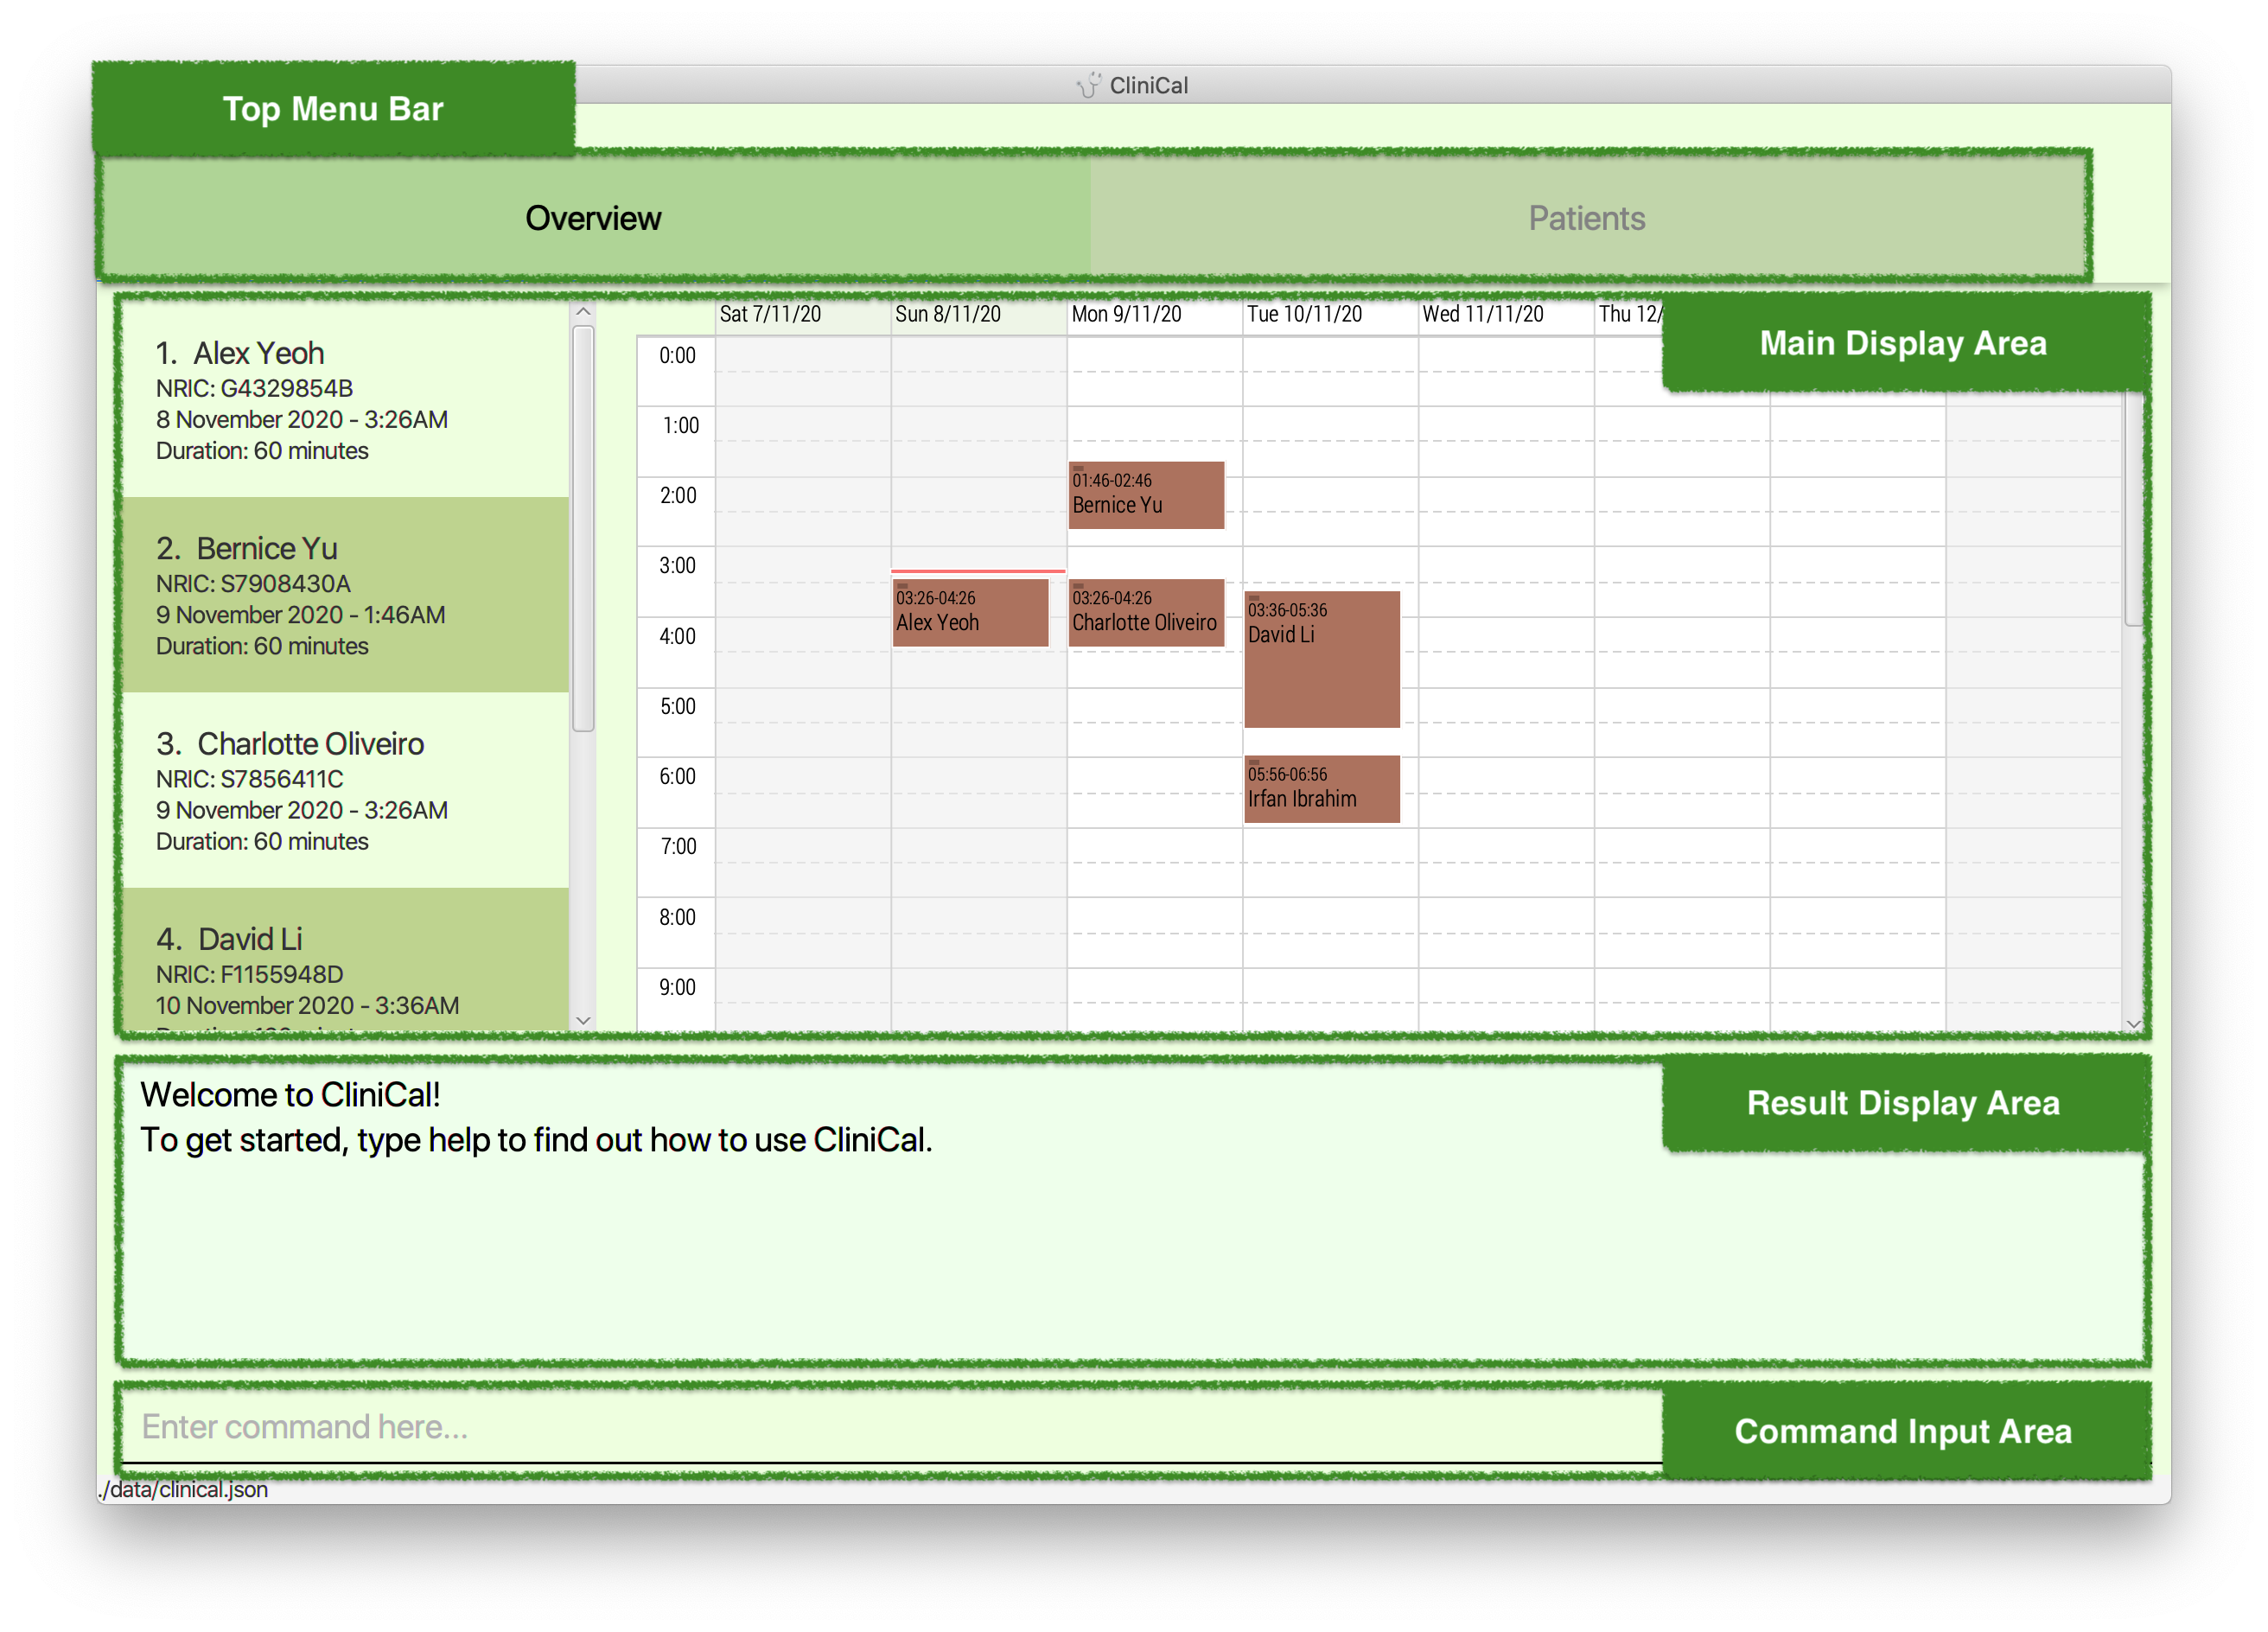 CliniCal
Top Menu Bar
Overview
Patients
Main Display Area
1. Alex Yeoh
NRIC: G4329854B
8 November 2020 - 3:26AM
Duration: 60 minutes
2. Bernice Yu
NRIC: S7908430A
9 November 2020 - 1:46AM
Duration: 60 minutes
3. Charlotte Oliveiro
NRIC: S7856411C
9 November 2020 - 3:26AM
Duration: 60 minutes
4. David Li
NRIC: F1155948D
10 November 2020 - 3:36AM
Sat 7/11/20 Sun 8/11/20 Mon 9/11/20 Tue 10/11/20 Wed 11/11/20 Thu 12/
0:00
1:00
2:00
3:00
4:00
5:00
6:00
7:00
8:00
9:00
01:46-02:46
Bernice Yu
03:26-04:26
Alex Yeoh
03:26-04:26
Charlotte Oliveiro
03:36-05:36
David Li
05:56-06:56
Irfan Ibrahim
Result Display Area
Welcome to CliniCal!
To get started, type help to find out how to use CliniCal.
Enter command here...
Command Input Area
./data/clinical.json